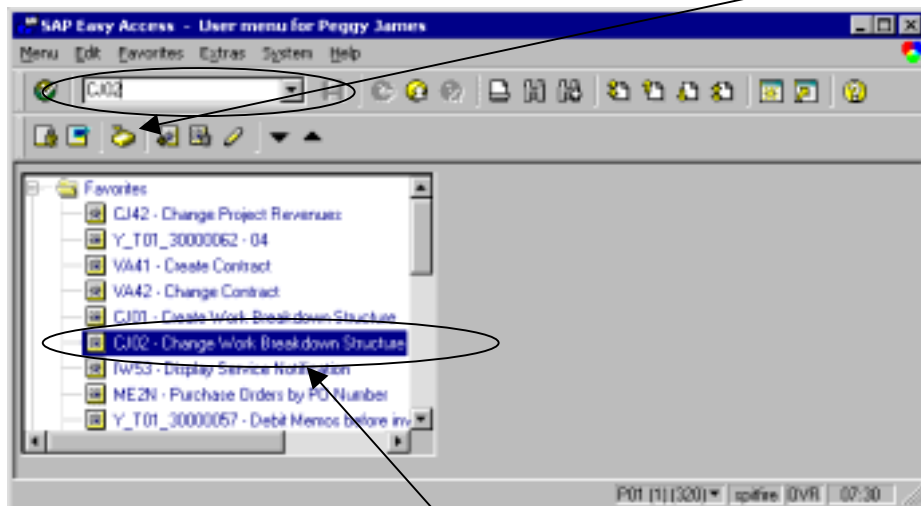 SAP Easy Access - User menu for Peggy James
Menu Edit Favorites Extras System Help
CJ02
Favorites
CJ42 - Change Project Revenues
Y_T01_30000062 - 04
VA41 - Create Contract
VA42 - Change Contract
CJ01 - Create Work Breakdown Structure
CJ02 - Change Work Breakdown Structure
IW53 - Display Service Notification
ME2N - Purchase Orders by PO Number
Y_T01_30000057 - Debit Memos before inv
P01 (1) (320) spitfire OVR 07:30